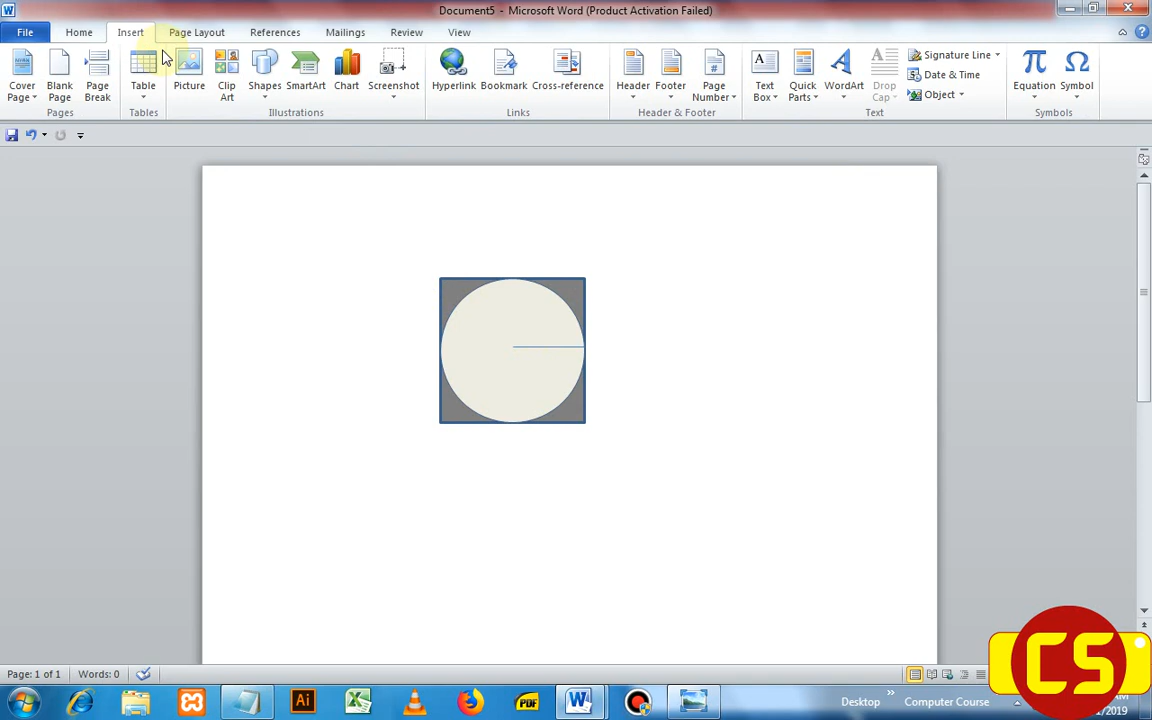 Document5 - Microsoft Word (Product Activation Failed)
File Home Insert Page Layout References Mailings Review View
Cover Page
Blank Page
Page Break
Table
Picture
Clip Art
Shapes
SmartArt
Chart
Screenshot
Hyperlink
Bookmark
Cross-reference
Header
Footer
Page Number
Text Box
Quick Parts
WordArt
Drop Cap
Signature Line
Date & Time
Object
Equation
Symbol
Pages Tables Illustrations Links Header & Footer Text Symbols
Page: 1 of 1 Words: 0
CS
Ai
PDF
Desktop
Computer Course
/2019